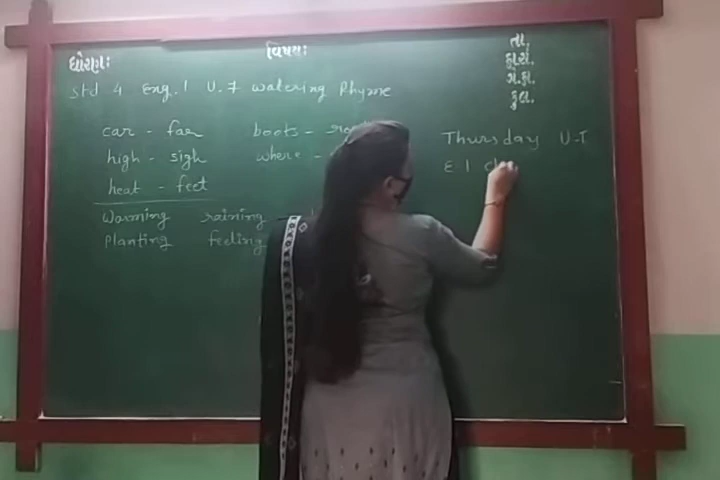 ધોરણ: વિષય: તા.
std 4 Eng. 1 U. 7 watering Rhyme
car - far boots -
high - sigh where -
heat - feet
Warming raining
Planting feeling
Thursday U-T
E 1